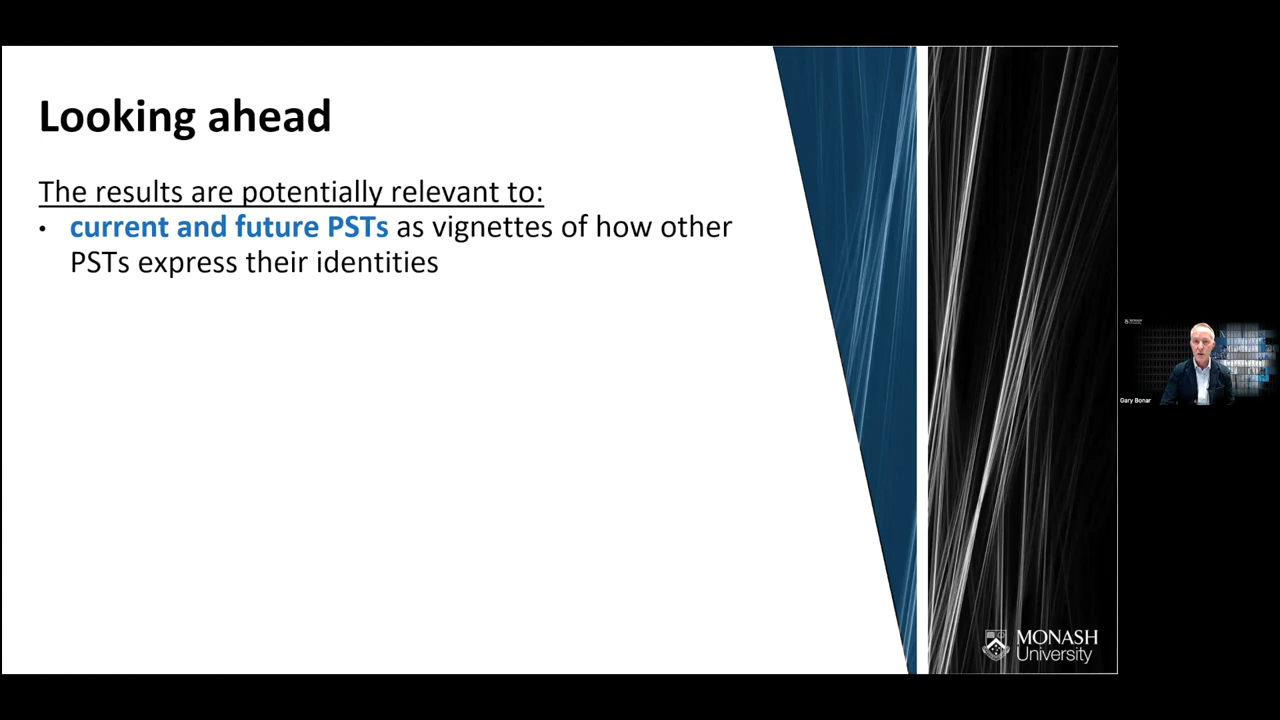 Looking ahead
The results are potentially relevant to:
• current and future PSTs as vignettes of how other
PSTs express their identities
MONASH
University
Gary Bonar